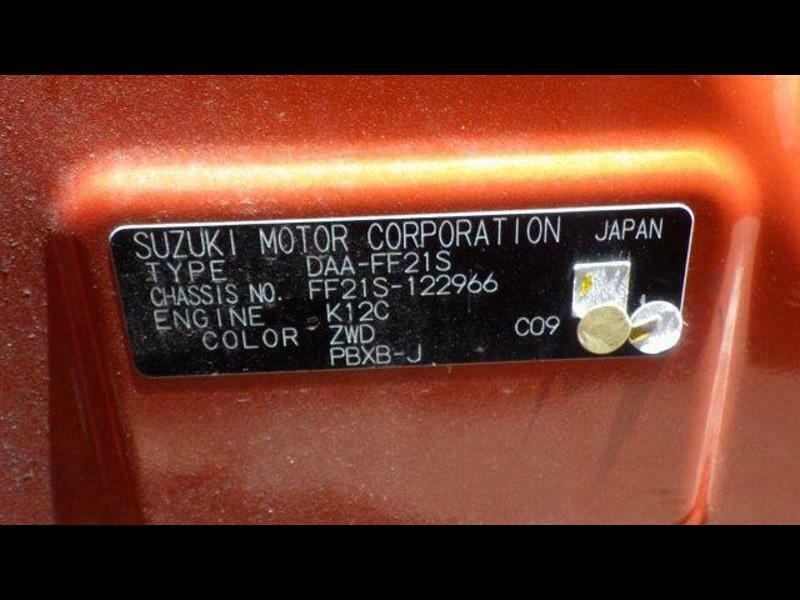 SUZUKI MOTOR CORPORATION JAPAN
TYPE DAA-FF21S
CHASSIS NO. FF21S-122966
ENGINE K12C
COLOR ZWD C09
PBXB-J